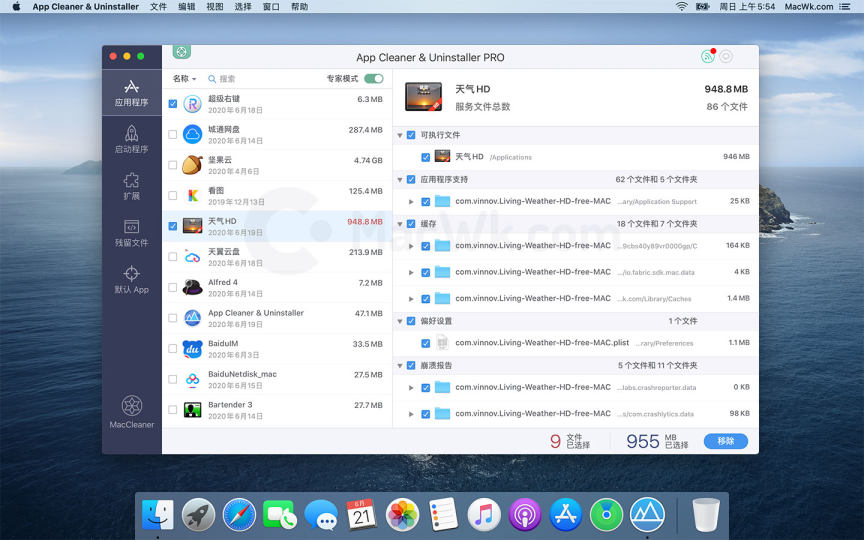 App Cleaner & Uninstaller 文件 编辑 视图 选择 窗口 帮助 周日 上午 5:54 MacWk.com
App Cleaner & Uninstaller PRO
应用程序
启动程序
扩展
残留文件
默认 App
MacCleaner
名称 搜索 专家模式
超级右键 6.3 MB
2020年6月18日
城通网盘 287.4 MB
2020年6月14日
坚果云 4.74 GB
2020年4月6日
看图 125.4 MB
2019年12月13日
天气HD 948.8 MB
2020年6月19日
天翼云盘 213.9 MB
2020年6月18日
Alfred 4 7.2 MB
2020年6月14日
App Cleaner & Uninstaller 47.1 MB
2020年6月19日
BaiduIM 33.5 MB
2020年6月3日
BaiduNetdisk_mac 27.5 MB
2020年6月15日
Bartender 3 27.7 MB
2020年6月14日
天气HD 948.8 MB
服务文件总数 86 个文件
可执行文件
天气HD /Applications 946 MB
应用程序支持 62 个文件和 5 个文件夹
com.vinnov.Living-Weather-HD-free-MAC ...ary/Application Support 25 KB
缓存 18 个文件和 7 个文件夹
com.vinnov.Living-Weather-HD-free-MAC ...9cbs40y89vr0000gp/C 164 KB
com.vinnov.Living-Weather-HD-free-MAC .../io.fabric.sdk.mac.data 4 KB
com.vinnov.Living-Weather-HD-free-MAC ...k.com/Library/Caches 1.4 MB
偏好设置 1 个文件
com.vinnov.Living-Weather-HD-free-MAC.plist ...rary/Preferences 1.1 MB
崩溃报告 5 个文件和 11 个文件夹
com.vinnov.Living-Weather-HD-free-MAC ...labs.crashreporter.data 0 KB
com.vinnov.Living-Weather-HD-free-MAC ...s/com.crashlytics.data 98 KB
9 文件 已选择 955 MB 已选择 移除
MacWk.com
6月
21